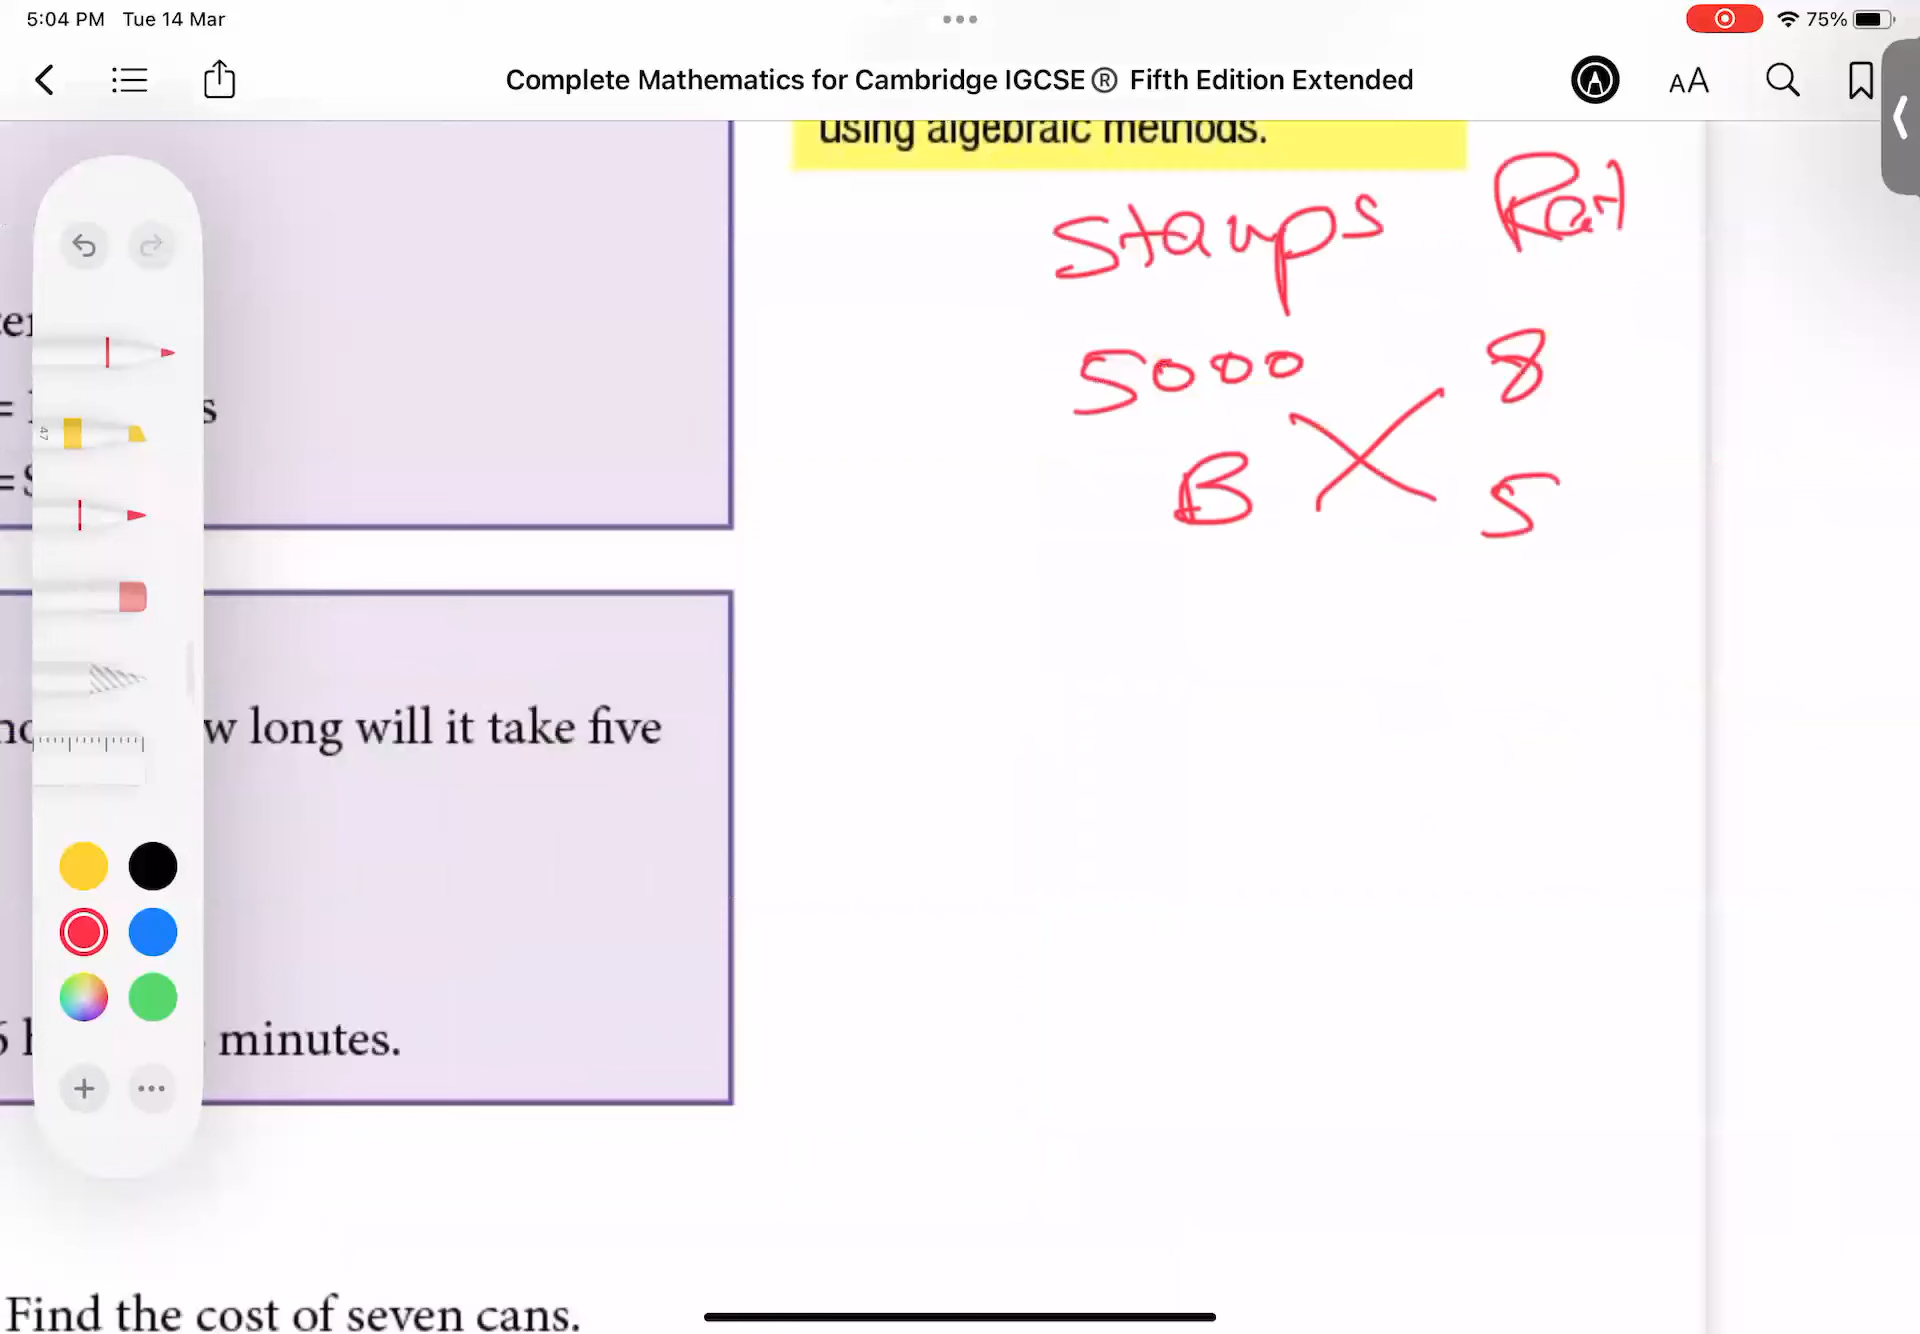 5:04 PM Tue 14 Mar
75%
Complete Mathematics for Cambridge IGCSE® Fifth Edition Extended
AA
using algebraic methods.
Stamps
5000 8
B 5
47
s
w long will it take five
minutes.
Find the cost of seven cans.